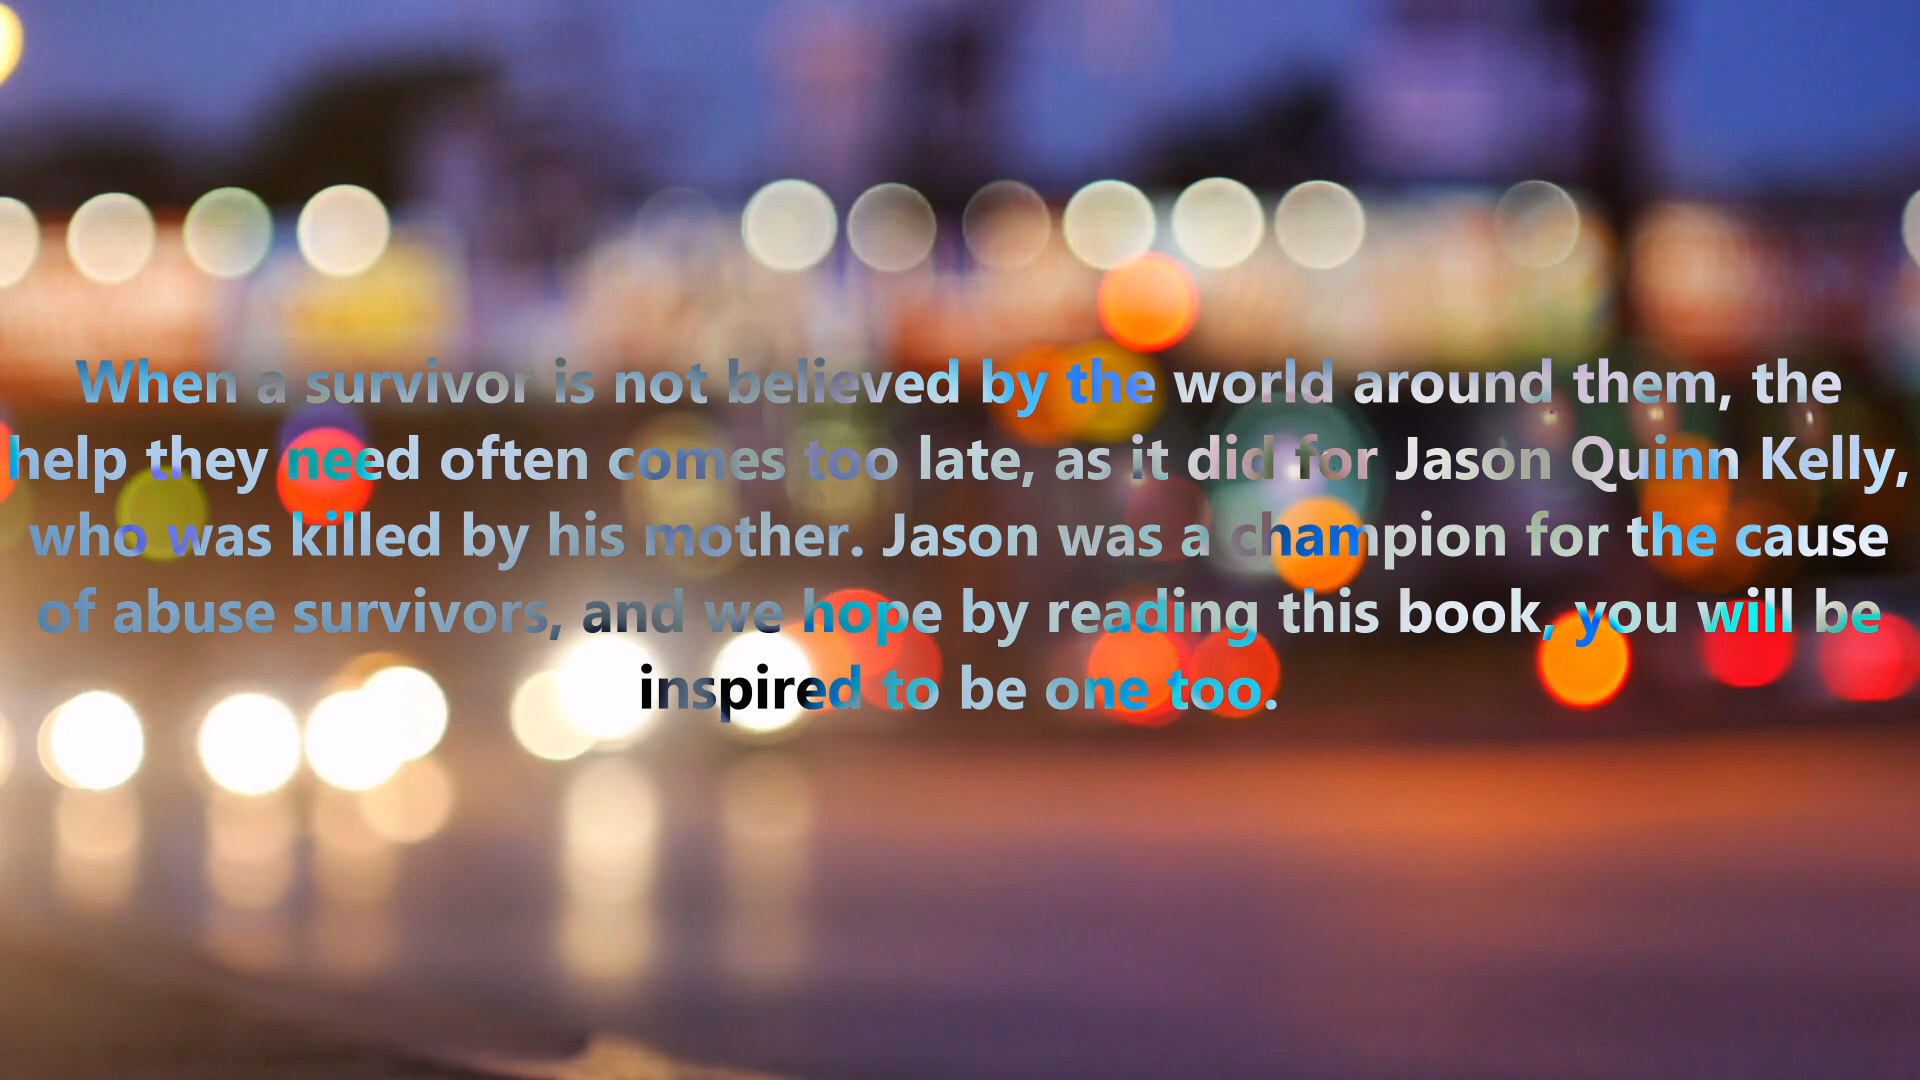 When a survivor is not believed by the world around them, the
help they need often comes too late, as it did for Jason Quinn Kelly,
who was killed by his mother. Jason was a champion for the cause
of abuse survivors, and we hope by reading this book, you will be
inspired to be one too.